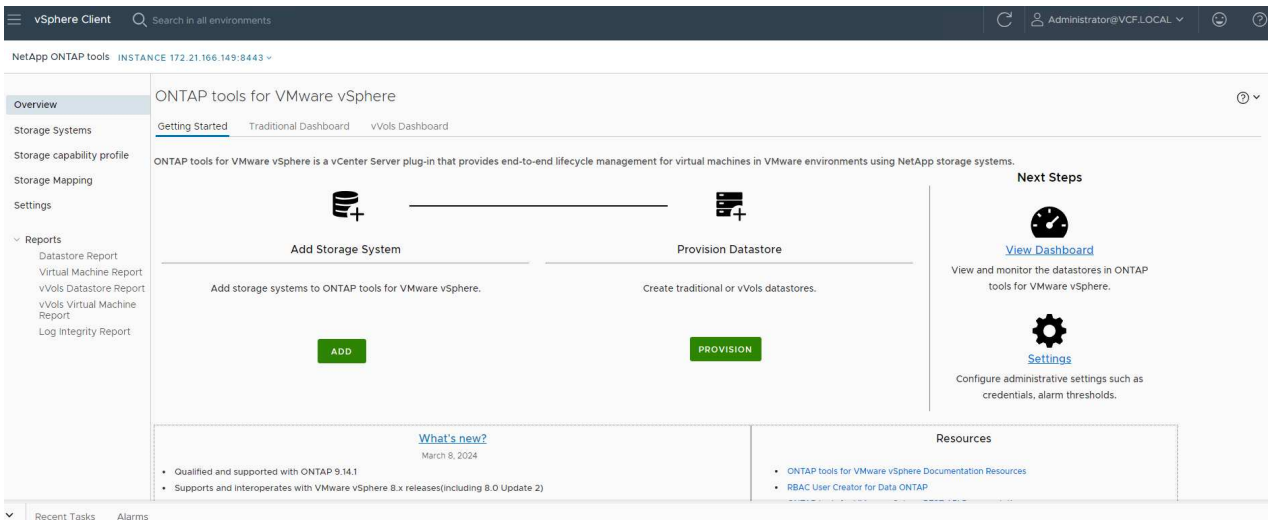 vSphere Client
Search in all environments
Administrator@VCF.LOCAL
NetApp ONTAP tools INSTANCE 172.21.166.149:8443
Overview
Storage Systems
Storage capability profile
Storage Mapping
Settings
Reports
Datastore Report
Virtual Machine Report
vVols Datastore Report
vVols Virtual Machine
Report
Log Integrity Report
ONTAP tools for VMware vSphere
Getting Started Traditional Dashboard vVols Dashboard
ONTAP tools for VMware vSphere is a vCenter Server plug-in that provides end-to-end lifecycle management for virtual machines in VMware environments using NetApp storage systems.
Add Storage System
Add storage systems to ONTAP tools for VMware vSphere.
ADD
Provision Datastore
Create traditional or vVols datastores.
PROVISION
Next Steps
View Dashboard
View and monitor the datastores in ONTAP
tools for VMware vSphere.
Settings
Configure administrative settings such as
credentials, alarm thresholds.
What's new?
March 8, 2024
• Qualified and supported with ONTAP 9.14.1
• Supports and interoperates with VMware vSphere 8.x releases(including 8.0 Update 2)
Resources
• ONTAP tools for VMware vSphere Documentation Resources
• RBAC User Creator for Data ONTAP
Recent Tasks Alarms